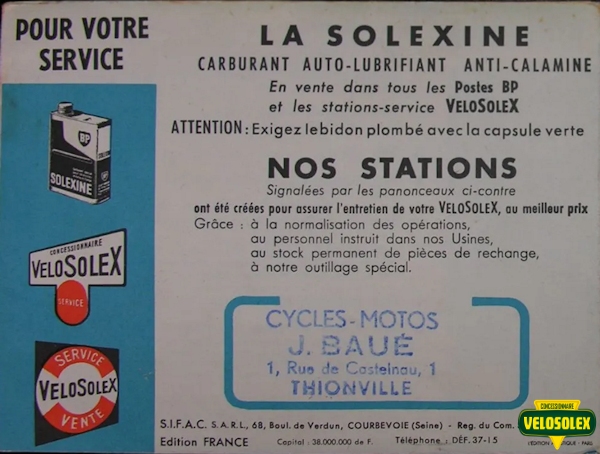 POUR VOTRE
SERVICE
BP
SOLEXINE
CONCESSIONNAIRE
VELOSOLEX
SERVICE
SERVICE
VELOSOLEX
VENTE
LA SOLEXINE
CARBURANT AUTO-LUBRIFIANT ANTI-CALAMINE
En vente dans tous les Postes BP
et les stations-service VELOSOLEX
ATTENTION : Exigez le bidon plombé avec la capsule verte
NOS STATIONS
Signalées par les panonceaux ci-contre
ont été créées pour assurer l'entretien de votre VELOSOLEX, au meilleur prix
Grâce : à la normalisation des opérations,
au personnel instruit dans nos Usines,
au stock permanent de pièces de rechange,
à notre outillage spécial.
CYCLES-MOTOS
J. BAUÉ
1, Rue de Castelnau, 1
THIONVILLE
S.I.F.A.C. S.A.R.L., 68, Boul. de Verdun, COURBEVOIE (Seine) - Reg. du Com.
Edition FRANCE Capital : 38.000.000 de F. Téléphone : DÉF. 37-15
CONCESSIONNAIRE
VELOSOLEX